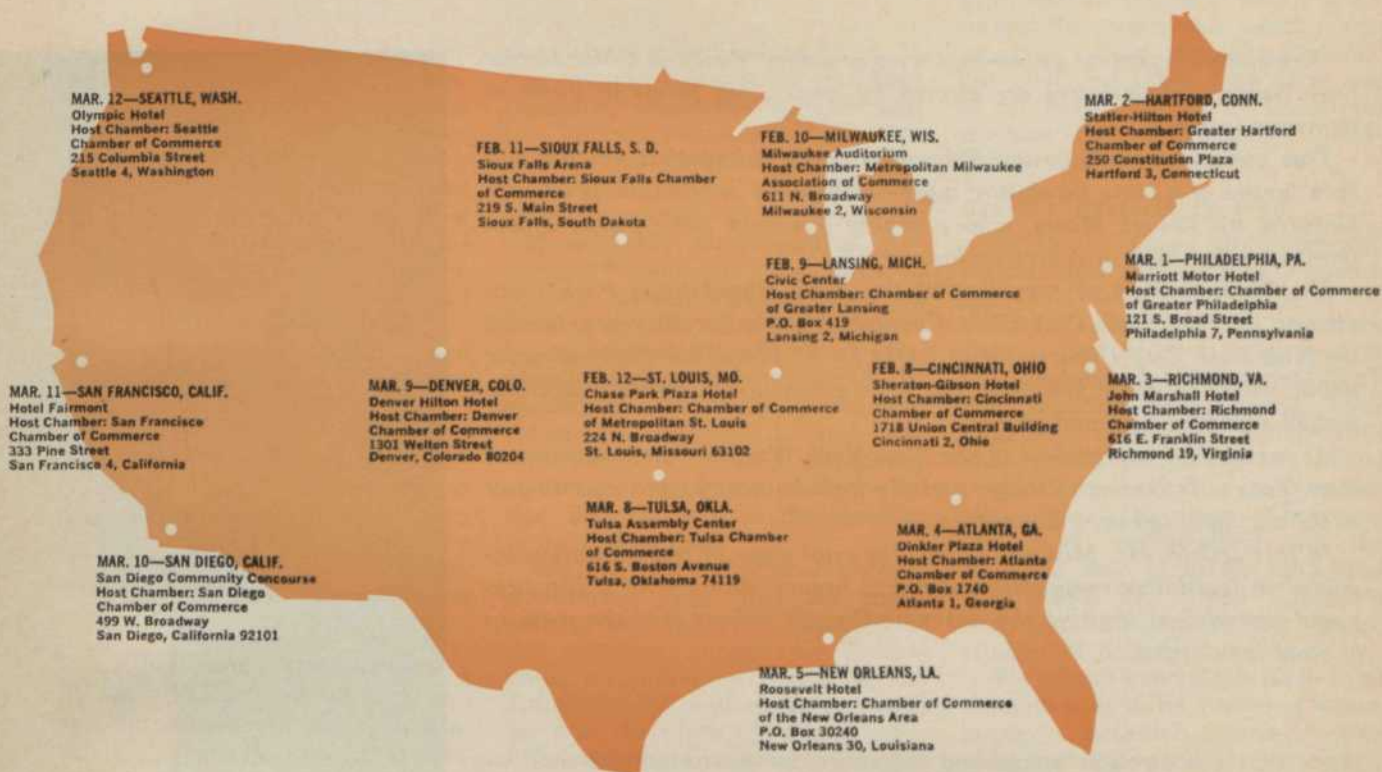 MAR. 12—SEATTLE, WASH.
Olympic Hotel
Host Chamber: Seattle
Chamber of Commerce
215 Columbia Street
Seattle 4, Washington
FEB. 11—SIOUX FALLS, S. D.
Sioux Falls Arena
Host Chamber: Sioux Falls Chamber
of Commerce
219 S. Main Street
Sioux Falls, South Dakota
FEB. 10—MILWAUKEE, WIS.
Milwaukee Auditorium
Host Chamber: Metropolitan Milwaukee
Association of Commerce
611 N. Broadway
Milwaukee 2, Wisconsin
MAR. 2—HARTFORD, CONN.
Statler-Hilton Hotel
Host Chamber: Greater Hartford
Chamber of Commerce
250 Constitution Plaza
Hartford 3, Connecticut
FEB. 9—LANSING, MICH.
Civic Center
Host Chamber: Chamber of Commerce
of Greater Lansing
P.O. Box 419
Lansing 2, Michigan
MAR. 1—PHILADELPHIA, PA.
Marriott Motor Hotel
Host Chamber: Chamber of Commerce
of Greater Philadelphia
121 S. Broad Street
Philadelphia 7, Pennsylvania
MAR. 11—SAN FRANCISCO, CALIF.
Hotel Fairmont
Host Chamber: San Francisco
Chamber of Commerce
333 Pine Street
San Francisco 4, California
MAR. 9—DENVER, COLO.
Denver Hilton Hotel
Host Chamber: Denver
Chamber of Commerce
1301 Welton Street
Denver, Colorado 80204
FEB. 12—ST. LOUIS, MO.
Chase Park Plaza Hotel
Host Chamber: Chamber of Commerce
of Metropolitan St. Louis
224 N. Broadway
St. Louis, Missouri 63102
FEB. 8—CINCINNATI, OHIO
Sheraton-Gibson Hotel
Host Chamber: Cincinnati
Chamber of Commerce
1718 Union Central Building
Cincinnati 2, Ohio
MAR. 3—RICHMOND, VA.
John Marshall Hotel
Host Chamber: Richmond
Chamber of Commerce
616 E. Franklin Street
Richmond 19, Virginia
MAR. 10—SAN DIEGO, CALIF.
San Diego Community Concourse
Host Chamber: San Diego
Chamber of Commerce
499 W. Broadway
San Diego, California 92101
MAR. 8—TULSA, OKLA.
Tulsa Assembly Center
Host Chamber: Tulsa Chamber
of Commerce
616 S. Boston Avenue
Tulsa, Oklahoma 74119
MAR. 4—ATLANTA, GA.
Dinkler Plaza Hotel
Host Chamber: Atlanta
Chamber of Commerce
P.O. Box 1740
Atlanta 1, Georgia
MAR. 5—NEW ORLEANS, LA.
Roosevelt Hotel
Host Chamber: Chamber of Commerce
of the New Orleans Area
P.O. Box 30240
New Orleans 30, Louisiana